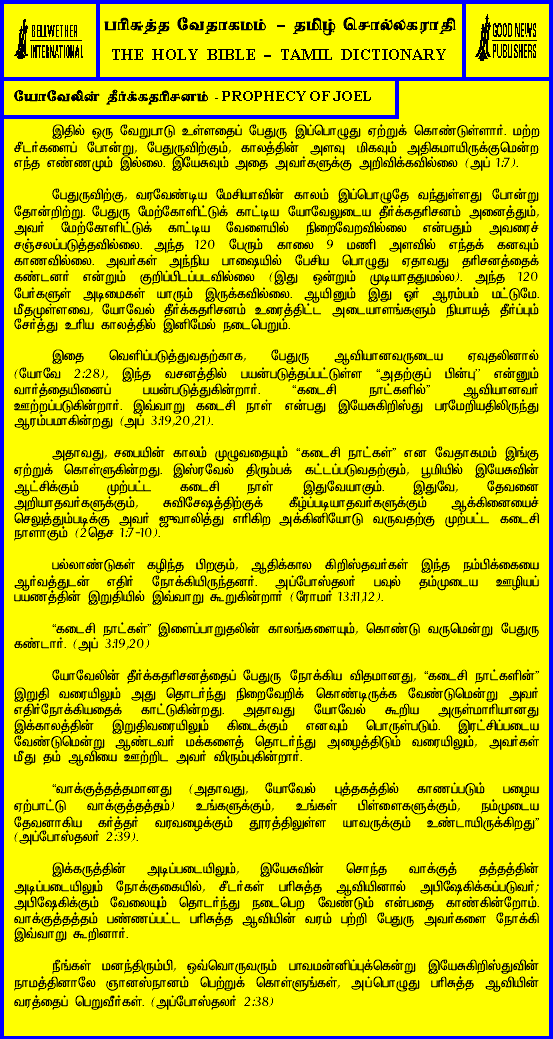 BELLWETHER
INTERNATIONAL
பரிசுத்த வேதாகமம் – தமிழ் சொல்லகராதி
THE HOLY BIBLE – TAMIL DICTIONARY
GOOD NEWS
PUBLISHERS
யோவேலின் தீர்க்கதரிசனம் - PROPHECY OF JOEL
இதில் ஒரு வேறுபாடு உள்ளதைப் பேதுரு இப்பொழுது ஏற்றுக் கொண்டுள்ளார். மற்ற
சீடர்களைப் போன்று, பேதுருவிற்கும், காலத்தின் அளவு மிகவும் அதிகமாயிருக்குமென்ற
எந்த எண்ணமும் இல்லை. இயேசுவும் அதை அவர்களுக்கு அறிவிக்கவில்லை (அப் 1:7).
பேதுருவிற்கு, வரவேண்டிய மேசியாவின் காலம் இப்பொழுதே வந்துள்ளது போன்று
தோன்றிற்று. பேதுரு மேற்கோளிட்டுக் காட்டிய யோவேலுடைய தீர்க்கதரிசனம் அனைத்தும்,
அவர் மேற்கோளிட்டுக் காட்டிய வேளையில் நிறைவேறவில்லை என்பதும் அவரைச்
சஞ்சலப்படுத்தவில்லை. அந்த 120 பேரும் காலை 9 மணி அளவில் எந்தக் கனவும்
காணவில்லை. அவர்கள் அந்நிய பாஷையில் பேசிய பொழுது ஏதாவது தரிசனத்தைக்
கண்டனர் என்றும் குறிப்பிடப்படவில்லை (இது ஒன்றும் முடியாததுமல்ல). அந்த 120
பேர்களுள் அடிமைகள் யாரும் இருக்கவில்லை. ஆயினும் இது ஓர் ஆரம்பம் மட்டுமே.
மீதமுள்ளவை, யோவேல் தீர்க்கதரிசனம் உரைத்திட்ட அடையாளங்களும் நியாயத் தீர்ப்பும்
சேர்த்து உரிய காலத்தில் இனிமேல் நடைபெறும்.
இதை வெளிப்படுத்துவதற்காக, பேதுரு ஆவியானவருடைய ஏவுதலினால்
(யோவே 2:28), இந்த வசனத்தில் பயன்படுத்தப்பட்டுள்ள “அதற்குப் பின்பு” என்னும்
வார்த்தையினைப் பயன்படுத்துகின்றார். “கடைசி நாட்களில்” ஆவியானவர்
ஊற்றப்படுகின்றார். இவ்வாறு கடைசி நாள் என்பது இயேசுகிறிஸ்து பரமேறியதிலிருந்து
ஆரம்பமாகின்றது (அப் 3:19,20,21).
அதாவது, சபையின் காலம் முழுவதையும் “கடைசி நாட்கள்” என வேதாகமம் இங்கு
ஏற்றுக் கொள்ளுகின்றது. இஸ்ரவேல் திரும்பக் கட்டப்படுவதற்கும், பூமியில் இயேசுவின்
ஆட்சிக்கும் முற்பட்ட கடைசி நாள் இதுவேயாகும். இதுவே, தேவனை
அறியாதவர்களுக்கும், சுவிசேஷத்திற்குக் கீழ்ப்படியாதவர்களுக்கும் ஆக்கினையைச்
செலுத்தும்படிக்கு அவர் ஜுவாலித்து எரிகிற அக்கினியோடு வருவதற்கு முற்பட்ட கடைசி
நாளாகும் (2தெச 1:7-10).
பல்லாண்டுகள் கழிந்த பிறகும், ஆதிக்கால கிறிஸ்தவர்கள் இந்த நம்பிக்கையை
ஆர்வத்துடன் எதிர் நோக்கியிருந்தனர். அப்போஸ்தலர் பவுல் தம்முடைய ஊழியப்
பயணத்தின் இறுதியில் இவ்வாறு கூறுகின்றார் (ரோமர் 13:11,12).
“கடைசி நாட்கள்” இளைப்பாறுதலின் காலங்களையும், கொண்டு வருமென்று பேதுரு
கண்டார். (அப் 3:19,20)
யோவேலின் தீர்க்கதரிசனத்தைப் பேதுரு நோக்கிய விதமானது, “கடைசி நாட்களின்”
இறுதி வரையிலும் அது தொடர்ந்து நிறைவேறிக் கொண்டிருக்க வேண்டுமென்று அவர்
எதிர்நோக்கியதைக் காட்டுகின்றது. அதாவது யோவேல் கூறிய அருள்மாரியானது
இக்காலத்தின் இறுதிவரையிலும் கிடைக்கும் எனவும் பொருள்படும். இரட்சிப்படைய
வேண்டுமென்று ஆண்டவர் மக்களைத் தொடர்ந்து அழைத்திடும் வரையிலும், அவர்கள்
மீது தம் ஆவியை ஊற்றிட அவர் விரும்புகின்றார்.
“வாக்குத்தத்தமானது (அதாவது, யோவேல் புத்தகத்தில் காணப்படும் பழைய
ஏற்பாட்டு வாக்குத்தத்தம்) உங்களுக்கும், உங்கள் பிள்ளைகளுக்கும், நம்முடைய
தேவனாகிய கர்த்தர் வரவழைக்கும் தூரத்திலுள்ள யாவருக்கும் உண்டாயிருக்கிறது”
(அப்போஸ்தலர் 2:39).
இக்கருத்தின் அடிப்படையிலும், இயேசுவின் சொந்த வாக்குத் தத்தத்தின்
அடிப்படையிலும் நோக்குகையில், சீடர்கள் பரிசுத்த ஆவியினால் அபிஷேகிக்கப்படுவர்;
அபிஷேகிக்கும் வேலையும் தொடர்ந்து நடைபெற வேண்டும் என்பதை காண்கின்றோம்.
வாக்குத்தத்தம் பண்ணப்பட்ட பரிசுத்த ஆவியின் வரம் பற்றி பேதுரு அவர்களை நோக்கி
இவ்வாறு கூறினார்.
நீங்கள் மனந்திரும்பி, ஒவ்வொருவரும் பாவமன்னிப்புக்கென்று இயேசுகிறிஸ்துவின்
நாமத்தினாலே ஞானஸ்நானம் பெற்றுக் கொள்ளுங்கள், அப்பொழுது பரிசுத்த ஆவியின்
வரத்தைப் பெறுவீர்கள். (அப்போஸ்தலர் 2:38)